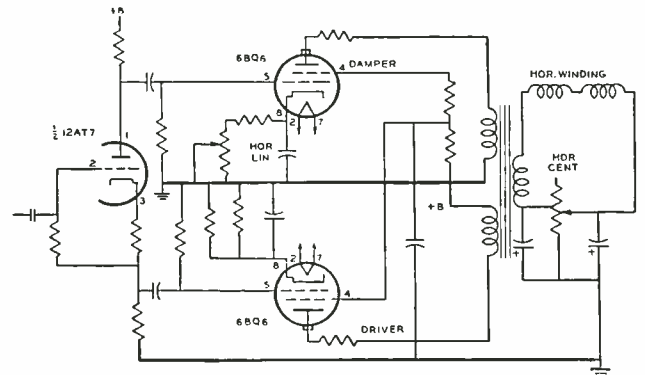 +B
6BQ6
4 DAMPER
5
8
2 7
HOR. WINDING
½ 12AT7
1
2
3
HOR
LIN
HOR
CENT
+B
+
+
8
2 7
5
4
6BQ6
DRIVER